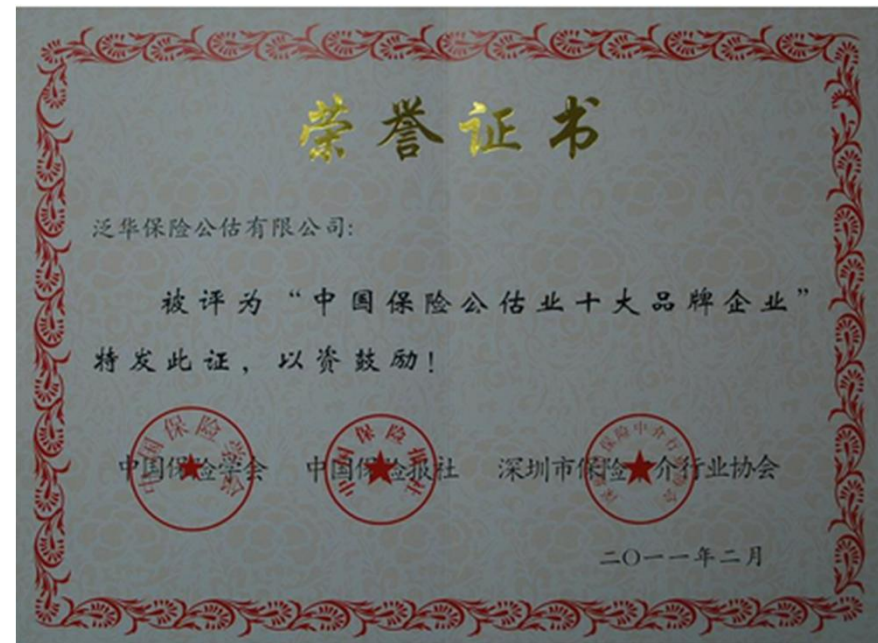 荣誉证书
泛华保险公估有限公司:
被评为“中国保险公估业十大品牌企业”
特发此证，以资鼓励！
中国保险学会 中国保险报社 深圳市保险中介行业协会
二〇一一年二月